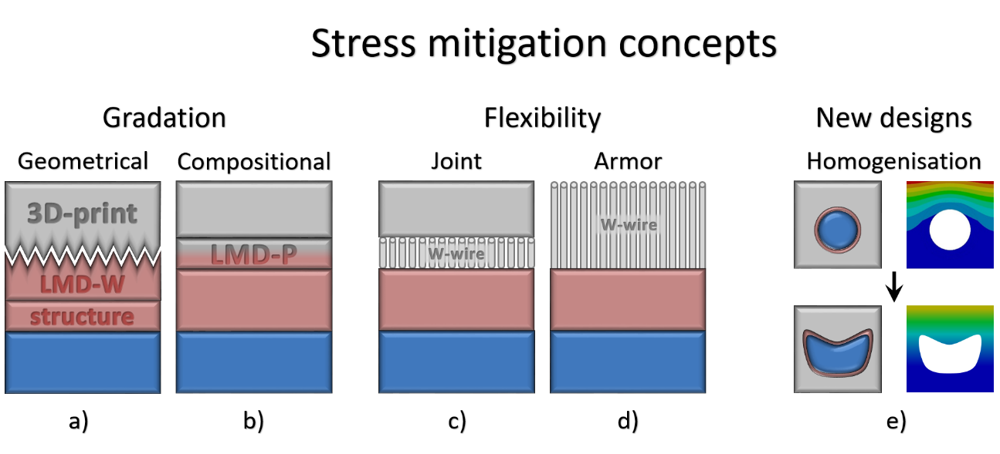 Stress mitigation concepts
Gradation
Flexibility
New designs
Geometrical
Compositional
Joint
Armor
Homogenisation
3D-print
LMD-W
structure
LMD-P
W-wire
W-wire
a)
b)
c)
d)
e)